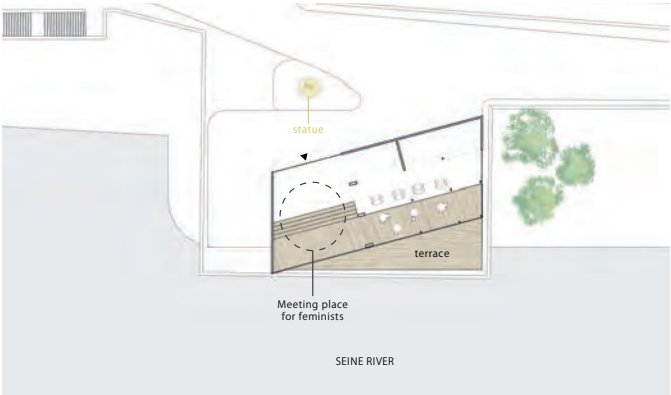 statue
terrace
Meeting place
for feminists
SEINE RIVER